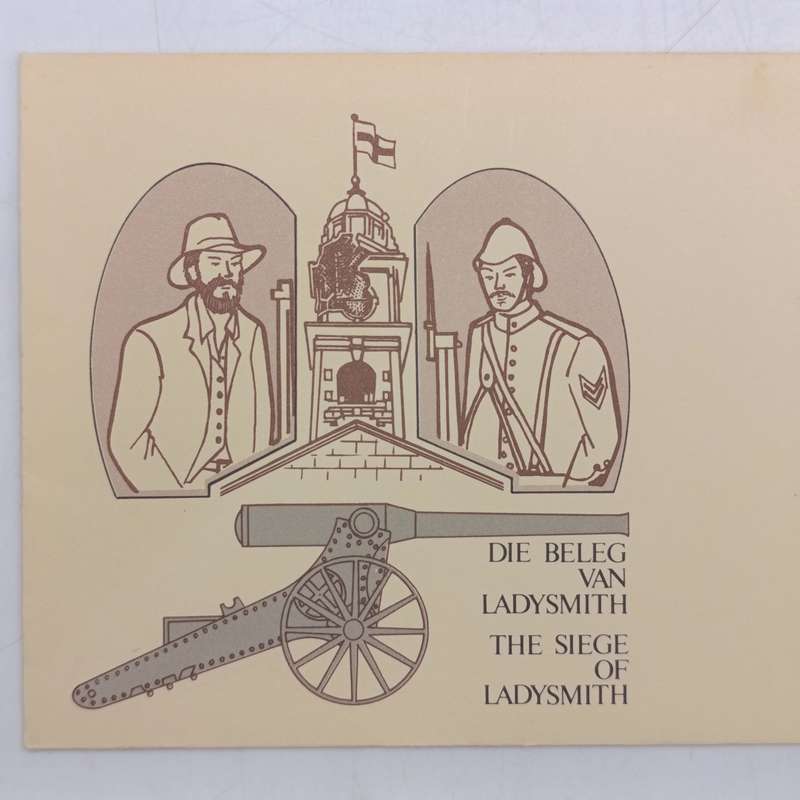 DIE BELEG
VAN
LADYSMITH
THE SIEGE
OF
LADYSMITH